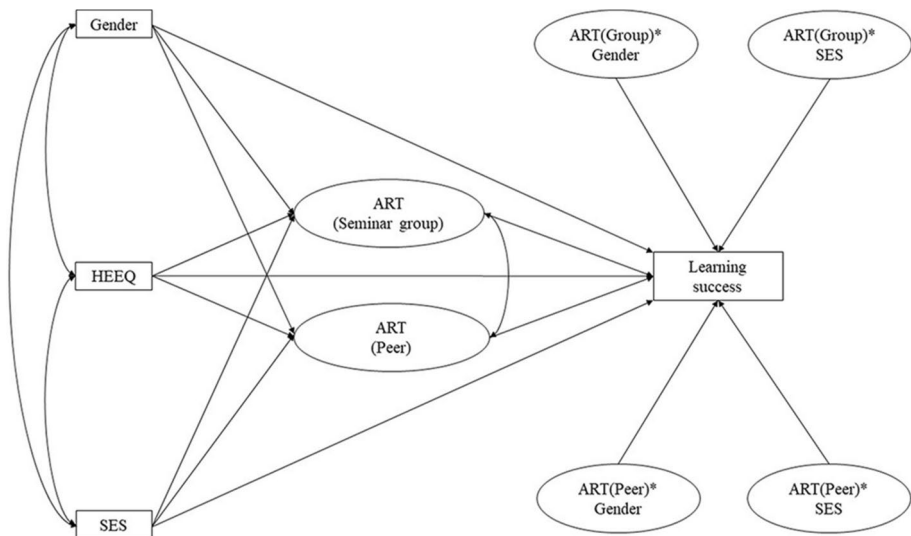 Gender
ART(Group)*
Gender
ART(Group)*
SES
ART
(Seminar group)
HEEQ
Learning
success
ART
(Peer)
ART(Peer)*
Gender
ART(Peer)*
SES
SES